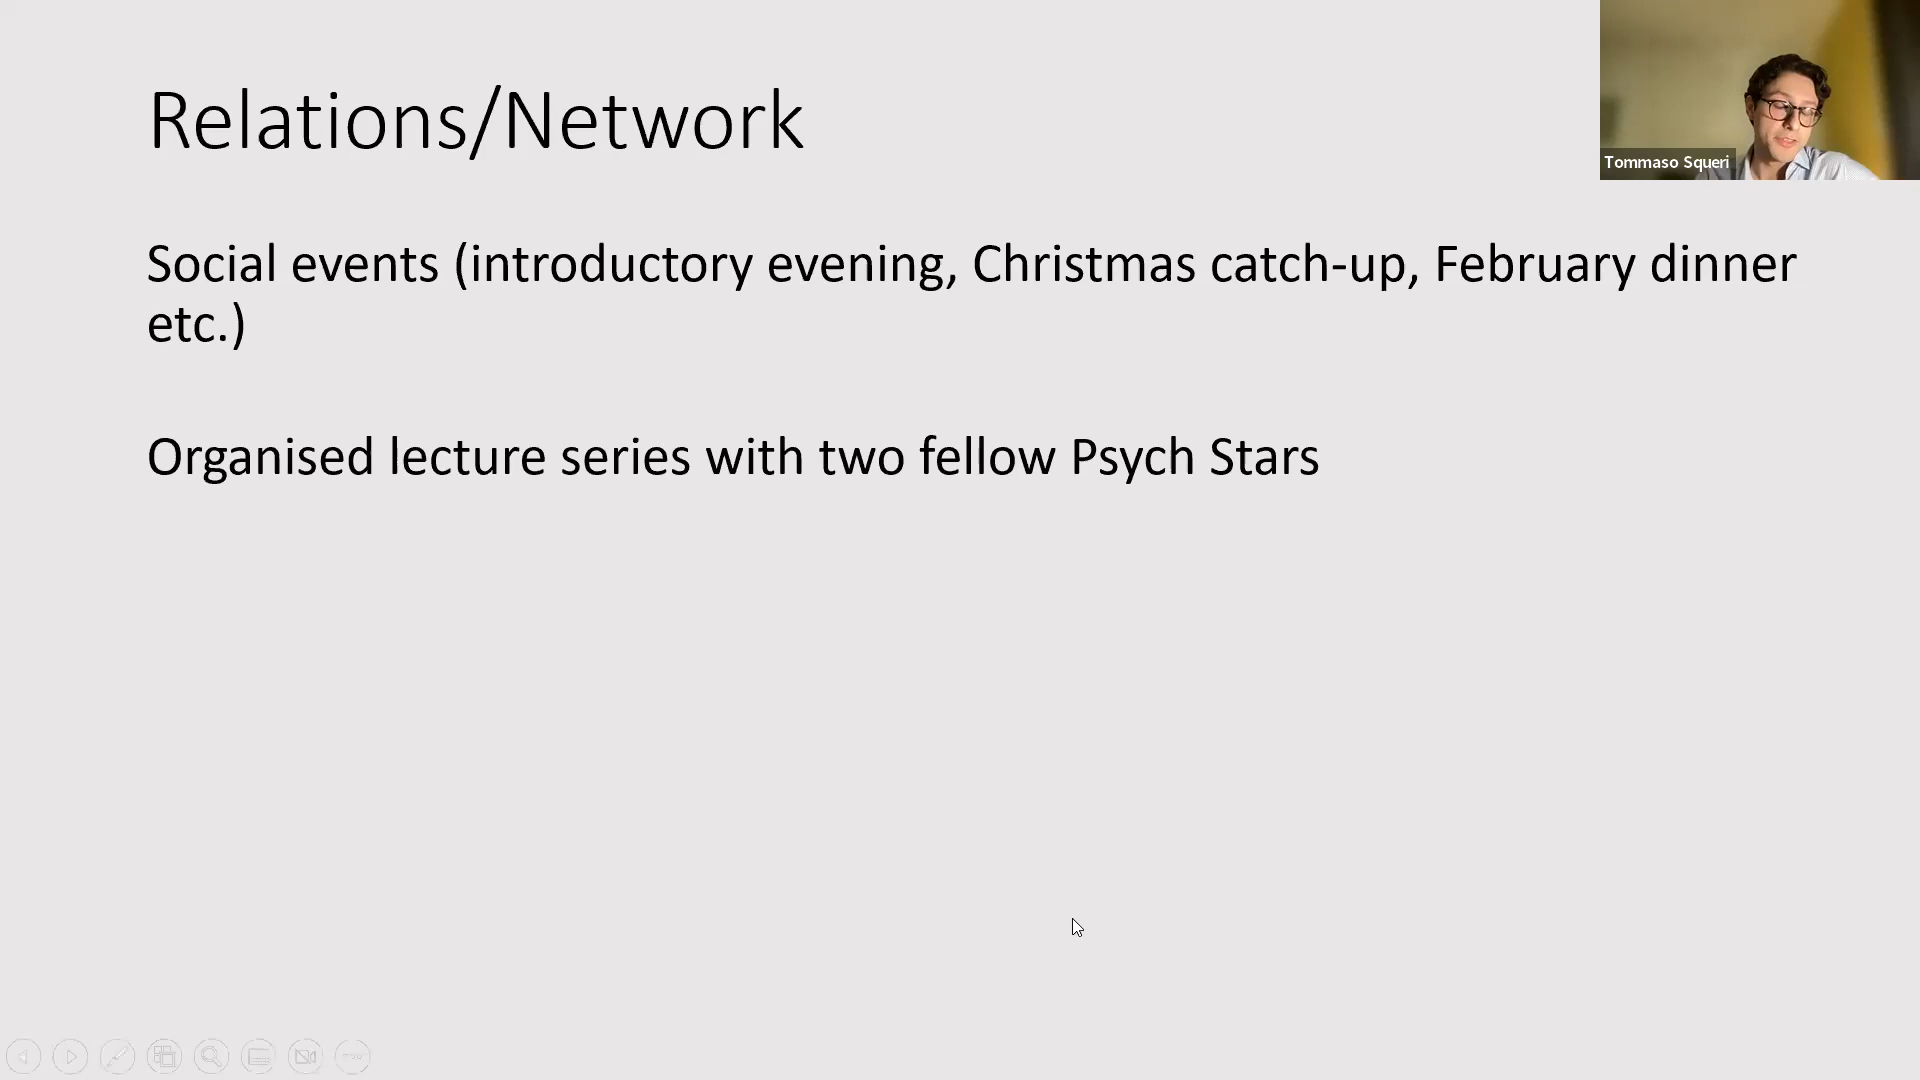 Relations/Network
Tommaso Squeri
Social events (introductory evening, Christmas catch-up, February dinner
etc.)
Organised lecture series with two fellow Psych Stars